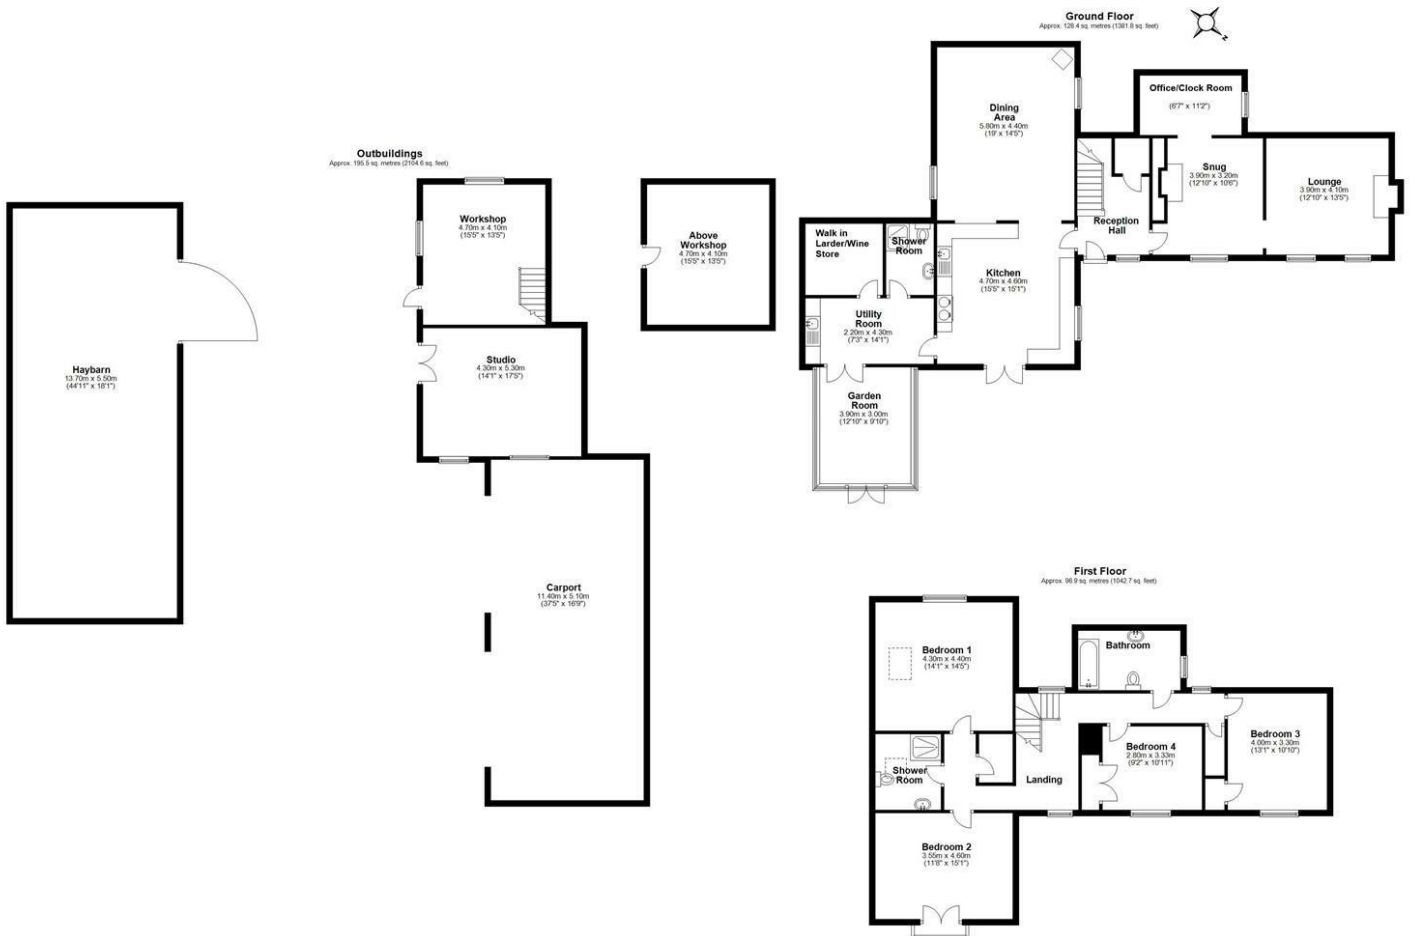 Outbuildings
Approx. 195.5 sq. metres (2104.6 sq. feet)
Haybarn
13.70m x 5.50m
(44'11" x 18'1")
Workshop
4.70m x 4.10m
(15'5" x 13'5")
Studio
4.30m x 5.30m
(14'1" x 17'5")
Carport
11.40m x 5.10m
(37'5" x 16'9")
Above
Workshop
4.70m x 4.10m
(15'5" x 13'5")
Ground Floor
Approx. 128.4 sq. metres (1381.8 sq. feet)
N
Dining
Area
5.80m x 4.40m
(19' x 14'5")
Office/Clock Room
(6'7" x 11'2")
Snug
3.90m x 3.20m
(12'10" x 10'6")
Lounge
3.90m x 4.10m
(12'10" x 13'5")
Reception
Hall
Walk in
Larder/Wine
Store
Shower
Room
Kitchen
4.70m x 4.60m
(15'5" x 15'1")
Utility
Room
2.20m x 4.30m
(7'3" x 14'1")
Garden
Room
3.90m x 3.00m
(12'10" x 9'10")
First Floor
Approx. 96.9 sq. metres (1042.7 sq. feet)
Bedroom 1
4.30m x 4.40m
(14'1" x 14'5")
Bathroom
Bedroom 3
4.00m x 3.30m
(13'1" x 10'10")
Bedroom 4
2.80m x 3.33m
(9'2" x 10'11")
Shower
Room
Landing
Bedroom 2
3.55m x 4.60m
(11'8" x 15'1")